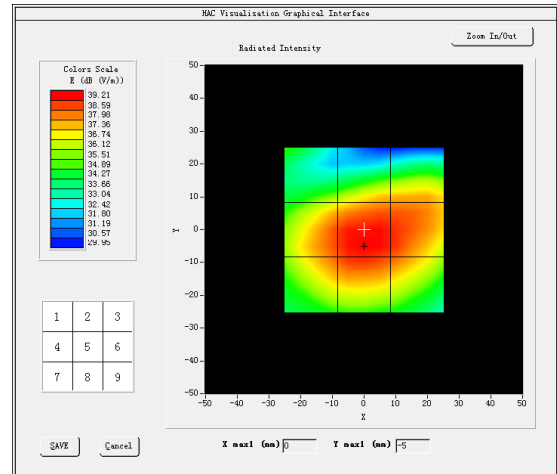 HAC Visualisation Graphical Interface
Zoom In/Out
Radiated Intensity
Colors Scale
E (dB (V/m))
39.21
38.59
37.98
37.36
36.74
36.12
35.51
34.89
34.27
33.66
33.04
32.42
31.80
31.19
30.57
29.95
50
40
30
20
10
0
-10
-20
-30
-40
-50
Y
-50 -40 -30 -20 -10 0 10 20 30 40 50
X
1 2 3
4 5 6
7 8 9
SAVE Cancel
X max1 (mm) 0 Y max1 (mm) -5